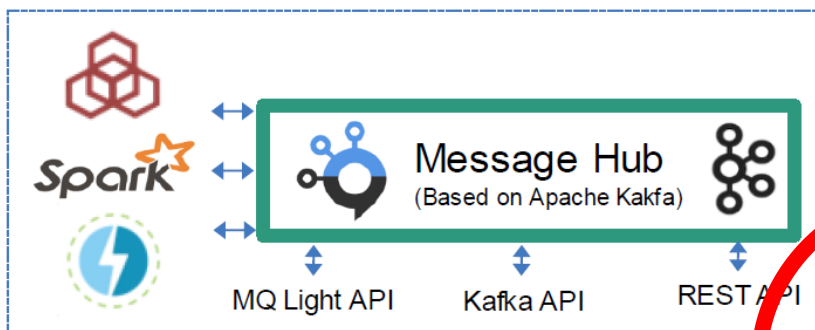 Message Hub
(Based on Apache Kakfa)
Spark
MQ Light API
Kafka API
REST API